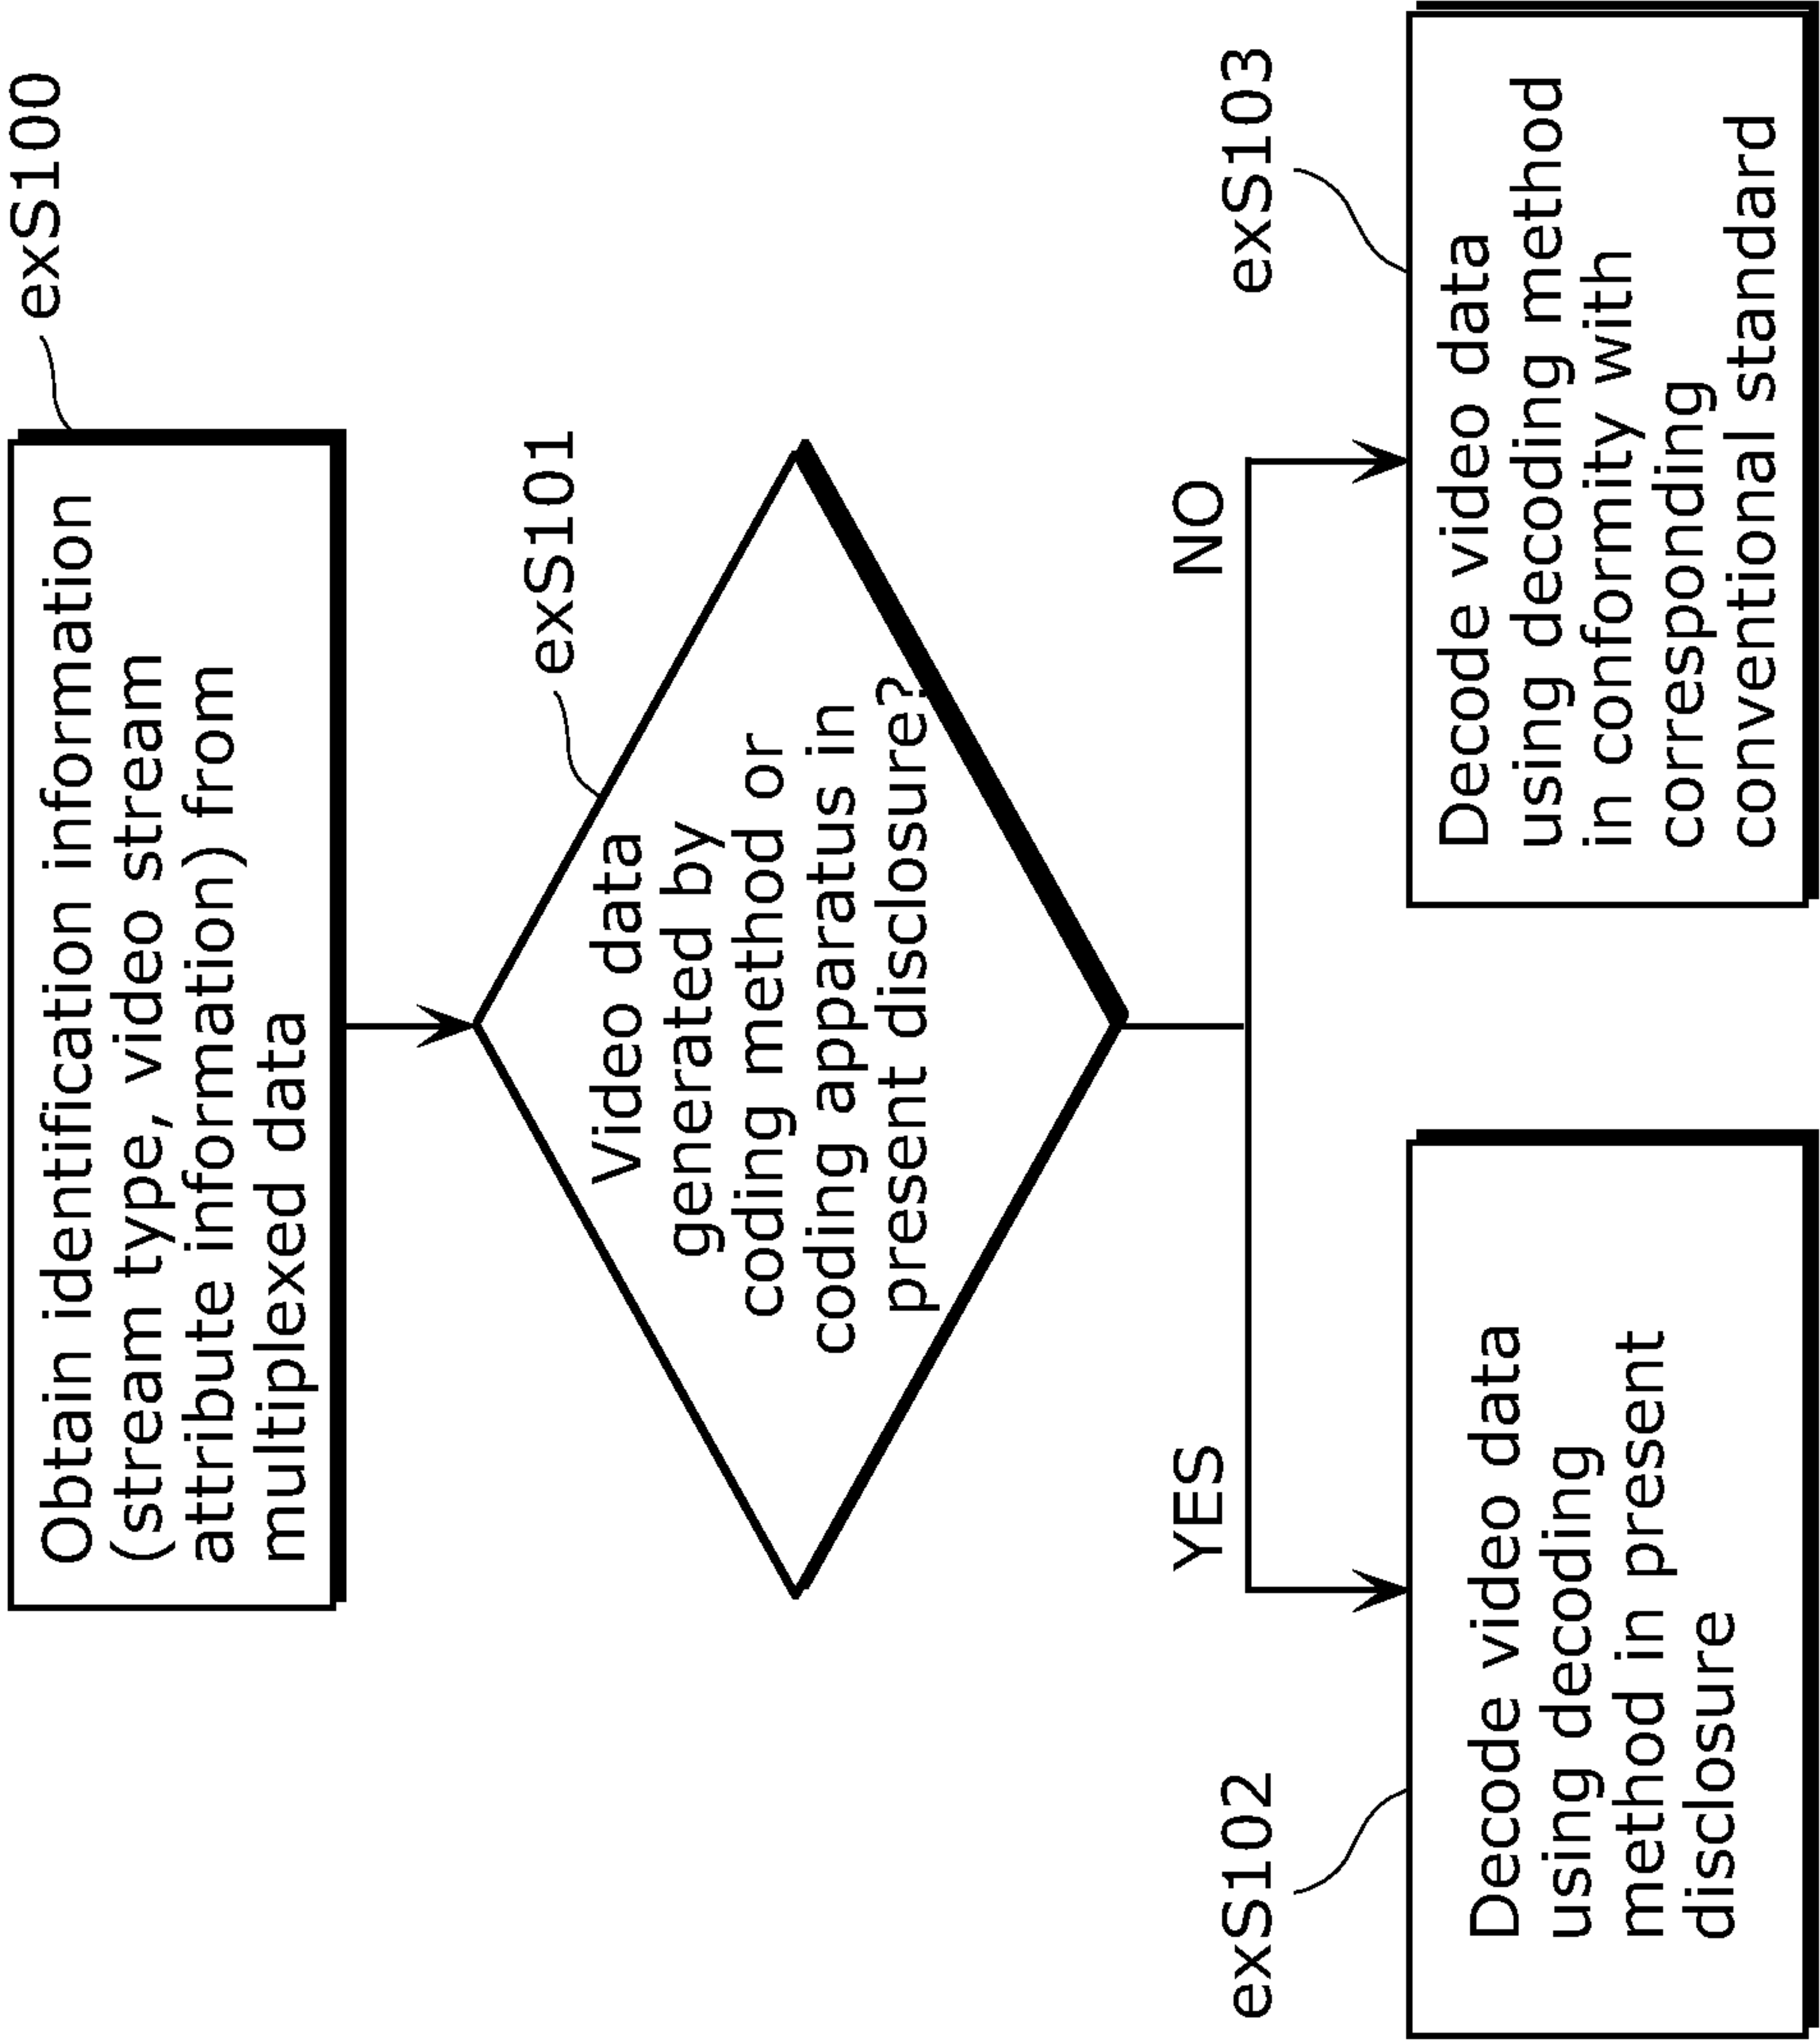 exS100
Obtain identification information
(stream type, video stream
attribute information) from
multiplexed data
exS101
Video data
generated by
coding method or
coding apparatus in
present disclosure?
YES
NO
exS102
Decode video data
using decoding
method in present
disclosure
exS103
Decode video data
using decoding method
in conformity with
corresponding
conventional standard